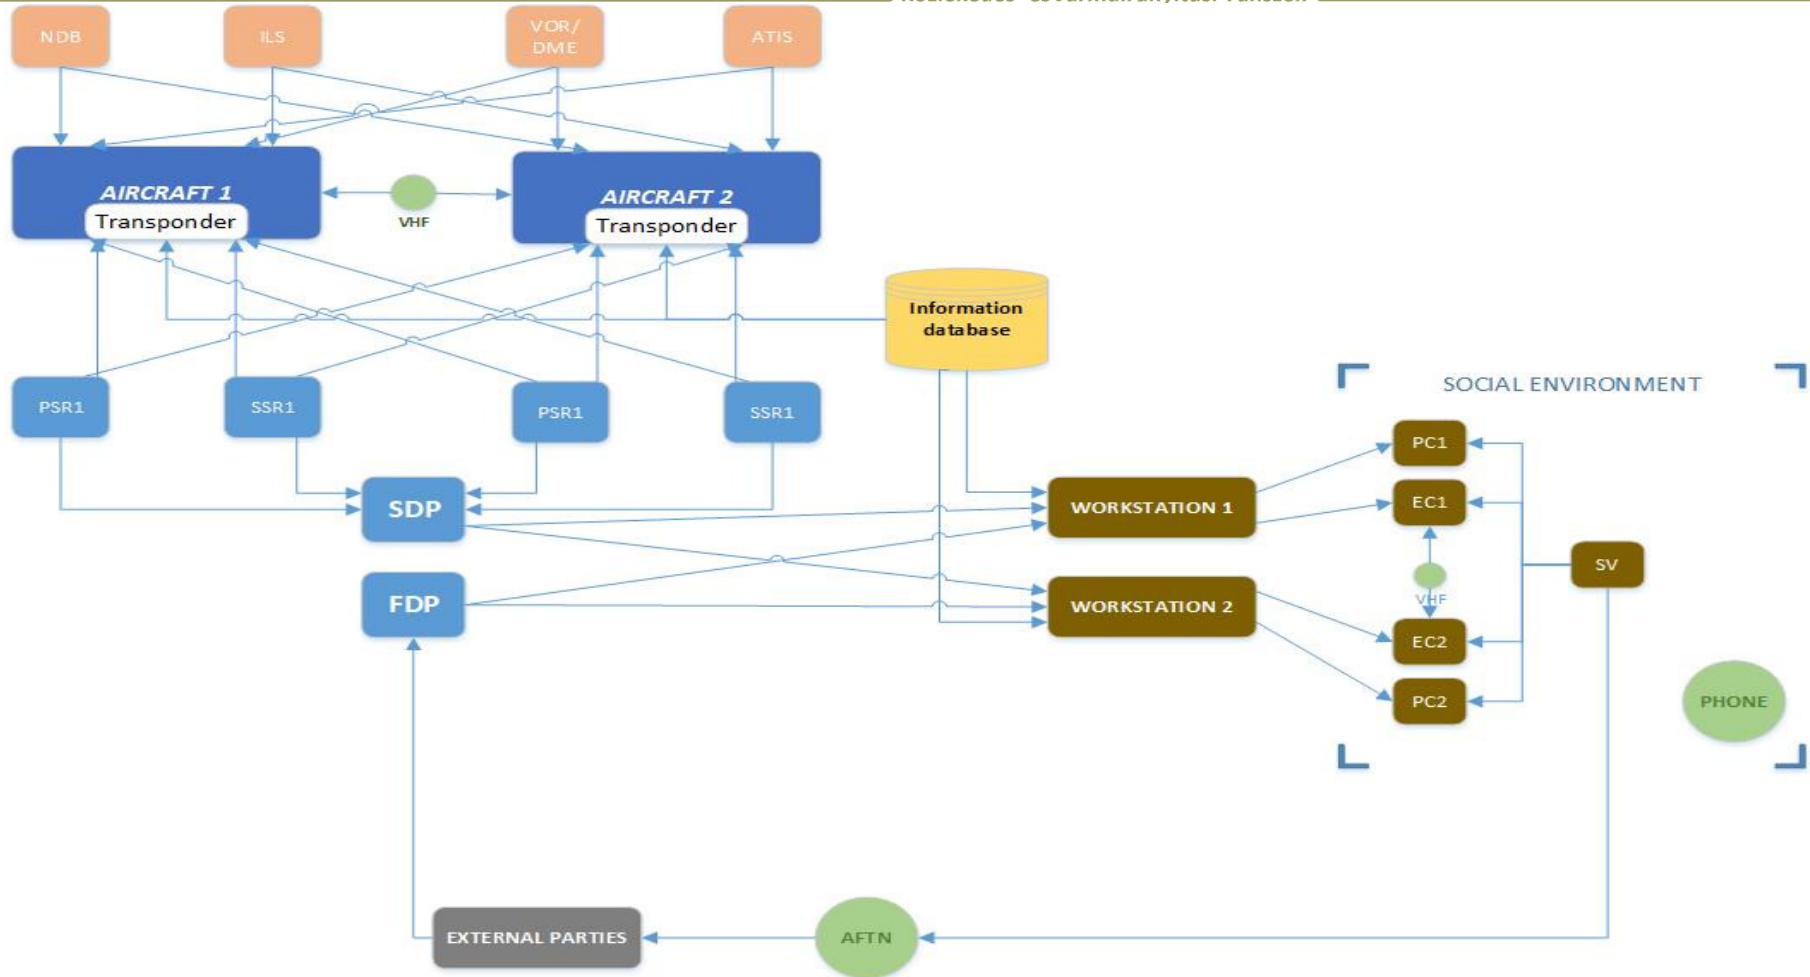 NDB
ILS
VOR/
DME
ATIS
AIRCRAFT 1
Transponder
VHF
AIRCRAFT 2
Transponder
Information
database
PSR1
SSR1
PSR1
SSR1
SOCIAL ENVIRONMENT
PC1
SDP
WORKSTATION 1
EC1
SV
VHF
FDP
WORKSTATION 2
EC2
PC2
PHONE
EXTERNAL PARTIES
AFTN